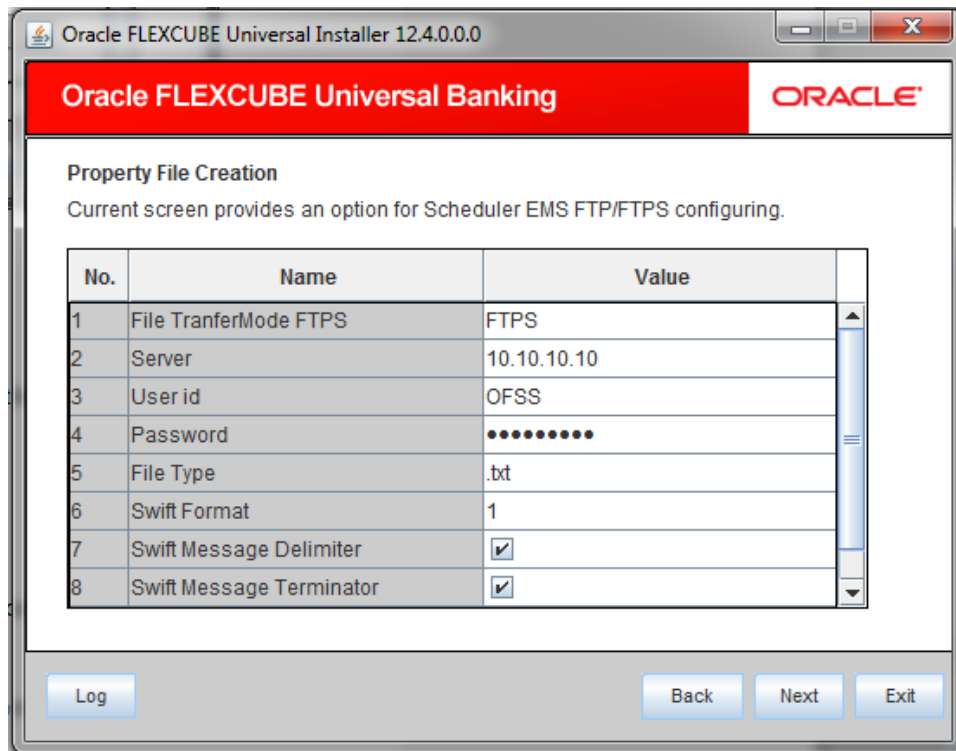 Oracle FLEXCUBE Universal Installer 12.4.0.0.0
Oracle FLEXCUBE Universal Banking
ORACLE
Property File Creation
Current screen provides an option for Scheduler EMS FTP/FTPS configuring.
No. Name Value
1 File TranferMode FTPS FTPS
2 Server 10.10.10.10
3 User id OFSS
4 Password •••••••••
5 File Type .txt
6 Swift Format 1
7 Swift Message Delimiter
8 Swift Message Terminator
Log Back Next Exit